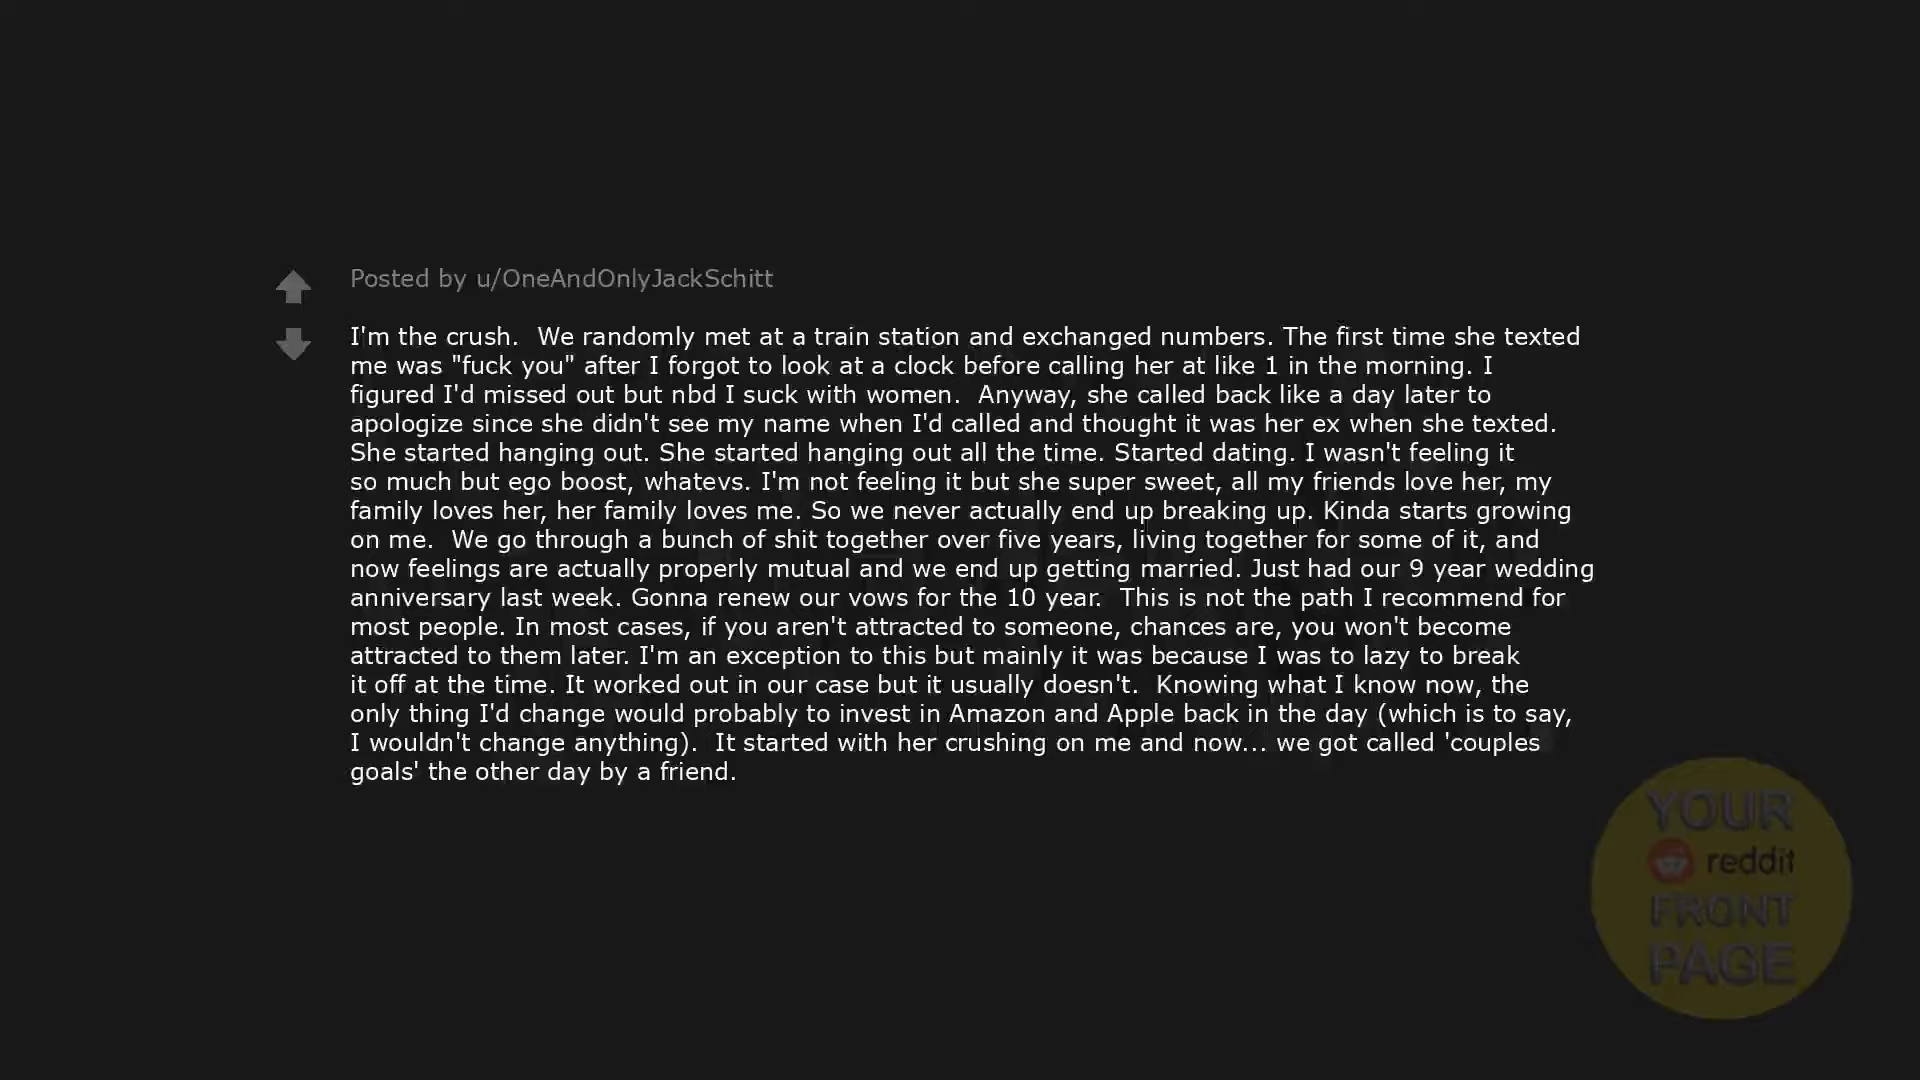 Posted by u/OneAndOnlyJackSchitt
I'm the crush.  We randomly met at a train station and exchanged numbers. The first time she texted
me was "fuck you" after I forgot to look at a clock before calling her at like 1 in the morning. I
figured I'd missed out but nbd I suck with women.  Anyway, she called back like a day later to
apologize since she didn't see my name when I'd called and thought it was her ex when she texted.
She started hanging out. She started hanging out all the time. Started dating. I wasn't feeling it
so much but ego boost, whatevs. I'm not feeling it but she super sweet, all my friends love her, my
family loves her, her family loves me. So we never actually end up breaking up. Kinda starts growing
on me.  We go through a bunch of shit together over five years, living together for some of it, and
now feelings are actually properly mutual and we end up getting married. Just had our 9 year wedding
anniversary last week. Gonna renew our vows for the 10 year.  This is not the path I recommend for
most people. In most cases, if you aren't attracted to someone, chances are, you won't become
attracted to them later. I'm an exception to this but mainly it was because I was to lazy to break
it off at the time. It worked out in our case but it usually doesn't.  Knowing what I know now, the
only thing I'd change would probably to invest in Amazon and Apple back in the day (which is to say,
I wouldn't change anything).  It started with her crushing on me and now... we got called 'couples
goals' the other day by a friend.
YOUR
reddit
FRONT
PAGE